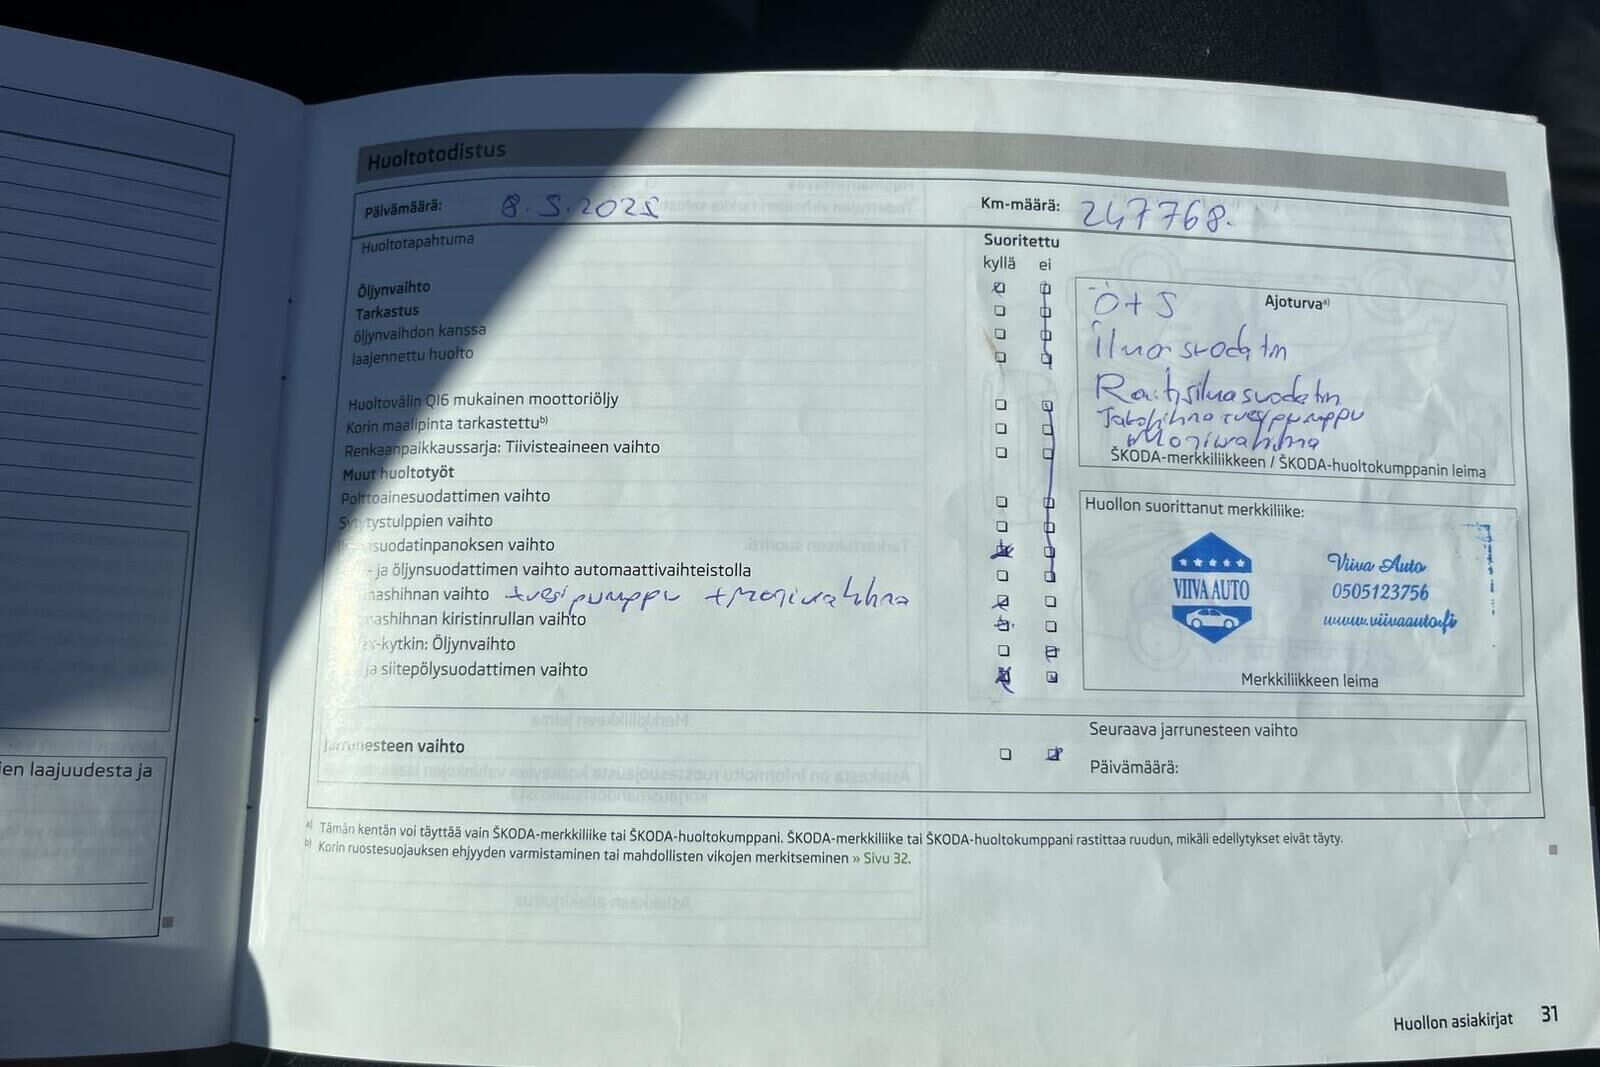 Huoltotodistus
Päivämäärä: 8.5.2025
Km-määrä: 247768.
Huoltotapahtuma
Suoritettu
kyllä ei
Öljynvaihto
Tarkastus
öljynvaihdon kanssa
laajennettu huolto
Huoltovälin QI6 mukainen moottoriöljy
Korin maalipinta tarkastettu b)
Renkaanpaikkaussarja: Tiivisteaineen vaihto
Muut huoltotyöt
Polttoainesuodattimen vaihto
Sytytystulppien vaihto
suodatinpanoksen vaihto
- ja öljynsuodattimen vaihto automaattivaihteistolla
ashihnan vaihto +vesipumppu +moniurahihna
ashihnan kiristinrullan vaihto
x-kytkin: Öljynvaihto
ja siitepölysuodattimen vaihto
Jarrunesteen vaihto
Ö+S
Ajoturva a)
ilmasuodatin
Raitisilmasuodatin
Jakohihna+vesipumppu
+Moniurahihna
ŠKODA-merkkiliikkeen / ŠKODA-huoltokumppanin leima
Huollon suorittanut merkkiliike:
VIIVA AUTO
Viiva Auto
0505123756
www.viivaauto.fi
Merkkiliikkeen leima
Seuraava jarrunesteen vaihto
Päivämäärä:
a) Tämän kentän voi täyttää vain ŠKODA-merkkiliike tai ŠKODA-huoltokumppani. ŠKODA-merkkiliike tai ŠKODA-huoltokumppani rastittaa ruudun, mikäli edellytykset eivät täyty.
b) Korin ruostesuojauksen ehjyyden varmistaminen tai mahdollisten vikojen merkitseminen » Sivu 32.
ien laajuudesta ja
Huollon asiakirjat 31